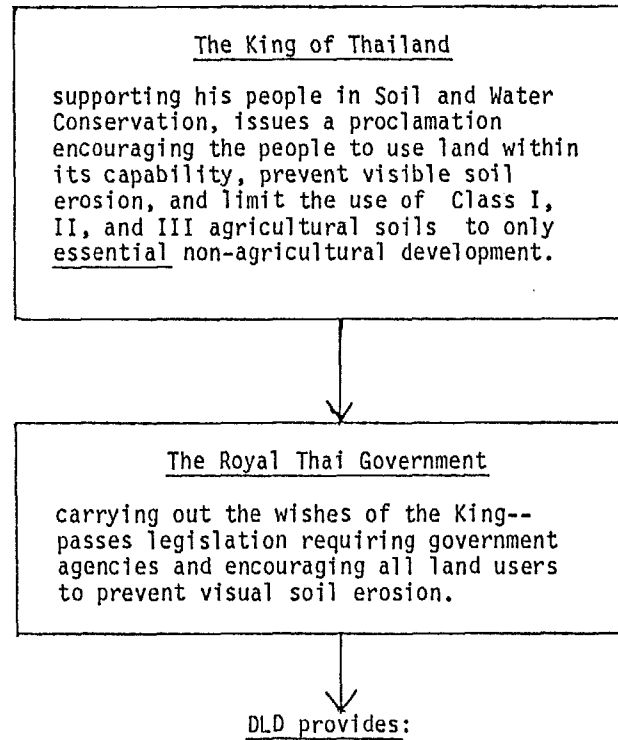 The King of Thailand
supporting his people in Soil and Water
Conservation, issues a proclamation
encouraging the people to use land within
its capability, prevent visible soil
erosion, and limit the use of Class I,
II, and III agricultural soils to only
essential non-agricultural development.
The Royal Thai Government
carrying out the wishes of the King--
passes legislation requiring government
agencies and encouraging all land users
to prevent visual soil erosion.
DLD provides: